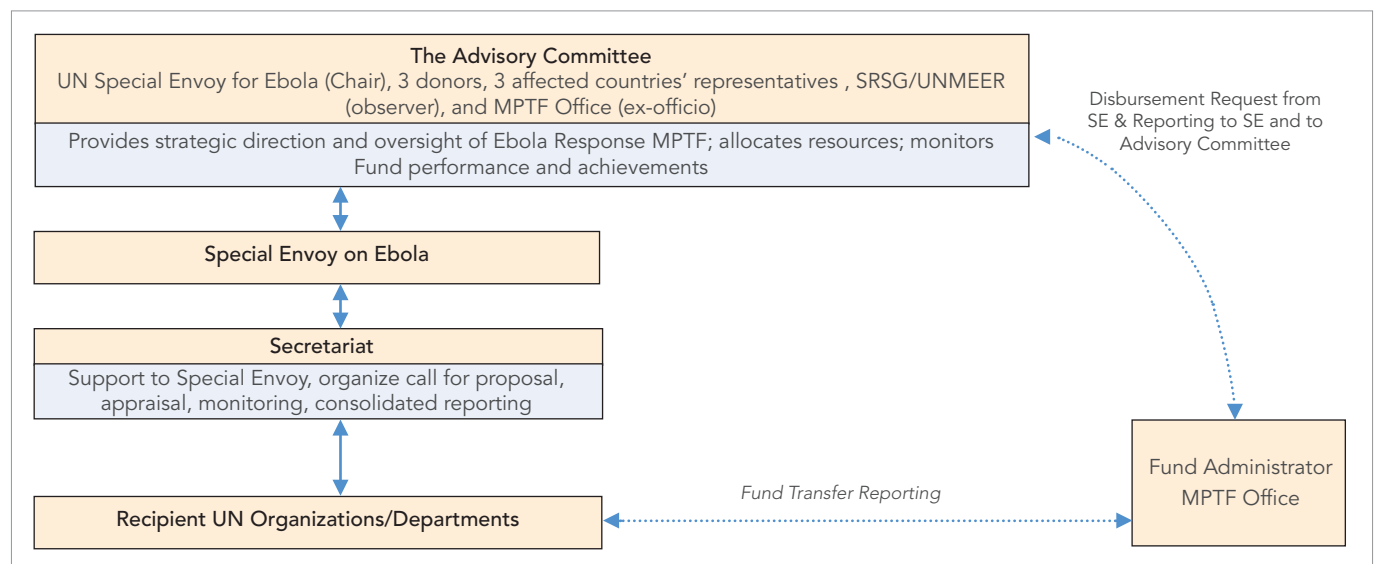 The Advisory Committee
UN Special Envoy for Ebola (Chair), 3 donors, 3 affected countries’ representatives , SRSG/UNMEER
(observer), and MPTF Office (ex-officio)
Provides strategic direction and oversight of Ebola Response MPTF; allocates resources; monitors
Fund performance and achievements
Disbursement Request from
SE & Reporting to SE and to
Advisory Committee
Special Envoy on Ebola
Secretariat
Support to Special Envoy, organize call for proposal,
appraisal, monitoring, consolidated reporting
Fund Administrator
MPTF Office
Fund Transfer Reporting
Recipient UN Organizations/Departments